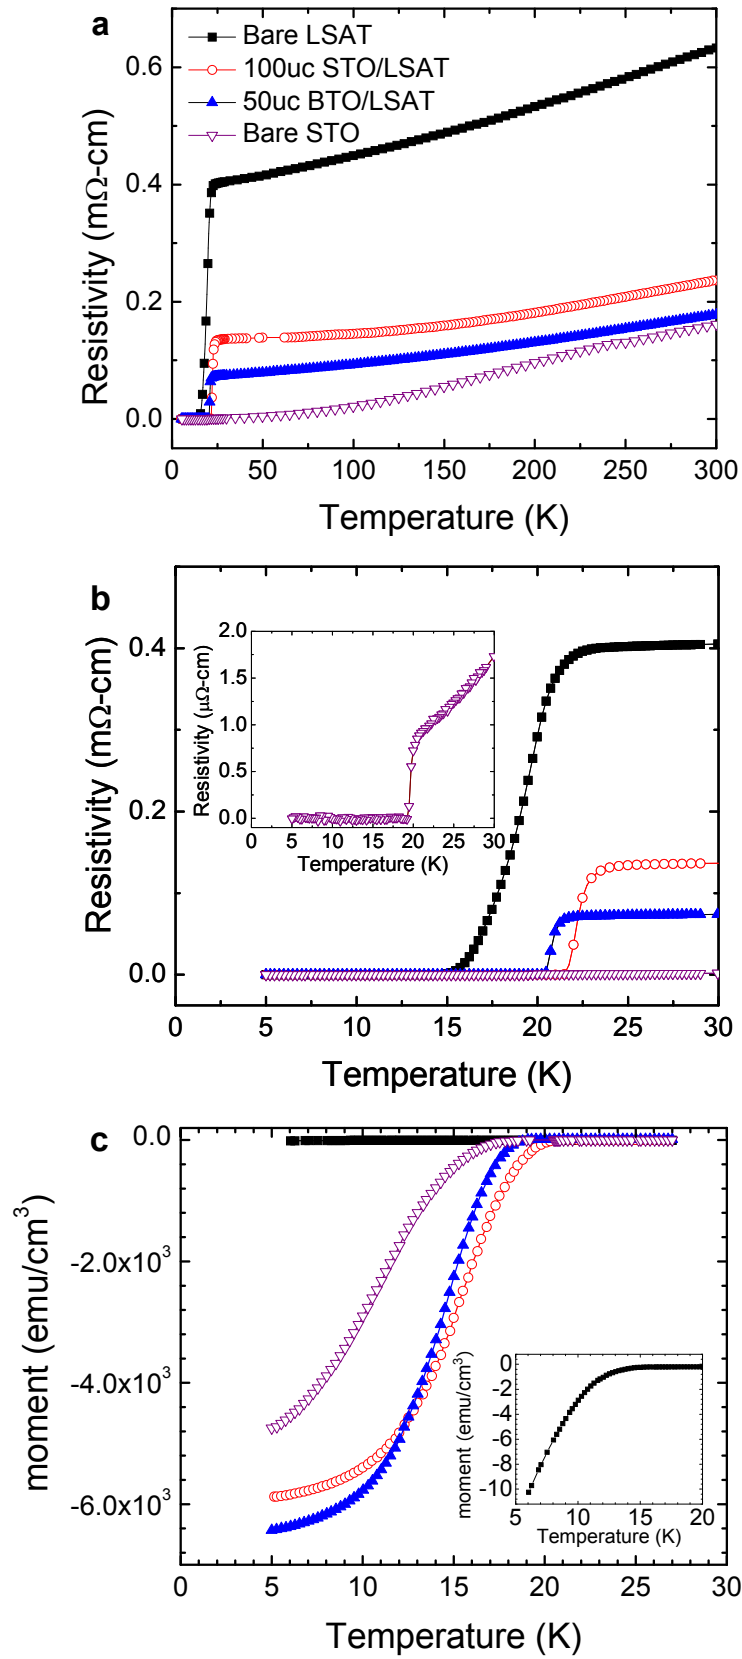 a
Bare LSAT
100uc STO/LSAT
50uc BTO/LSAT
Bare STO
Resistivity (mΩ-cm)
0.6
0.4
0.2
0.0
0 50 100 150 200 250 300
Temperature (K)
b
Resistivity (mΩ-cm)
0.4
0.2
0.0
Resistivity (μΩ-cm)
2.0
1.5
1.0
0.5
0.0
0 5 10 15 20 25 30
Temperature (K)
0 5 10 15 20 25 30
Temperature (K)
c
moment (emu/cm³)
0.0
-2.0x10³
-4.0x10³
-6.0x10³
moment (emu/cm³)
0
-2
-4
-6
-8
-10
5 10 15 20
Temperature (K)
0 5 10 15 20 25 30
Temperature (K)